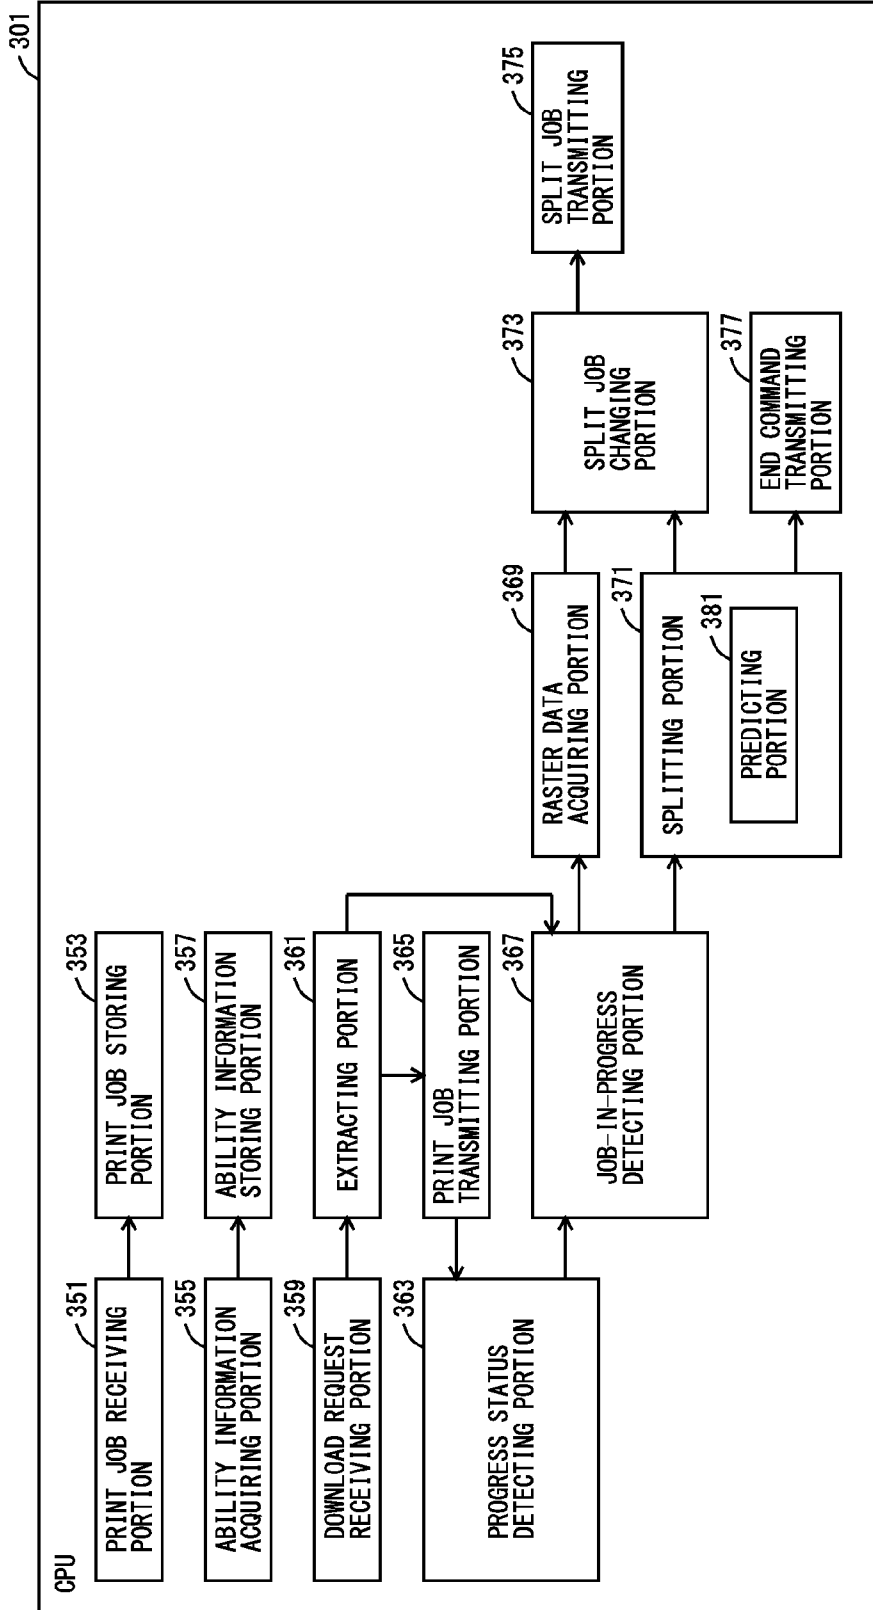 301
CPU
351
PRINT JOB RECEIVING
PORTION
353
PRINT JOB STORING
PORTION
355
ABILITY INFORMATION
ACQUIRING PORTION
357
ABILITY INFORMATION
STORING PORTION
359
DOWNLOAD REQUEST
RECEIVING PORTION
361
EXTRACTING PORTION
363
PROGRESS STATUS
DETECTING PORTION
365
PRINT JOB
TRANSMITTING PORTION
367
JOB-IN-PROGRESS
DETECTING PORTION
369
RASTER DATA
ACQUIRING PORTION
371
SPLITTING PORTION
381
PREDICTING
PORTION
373
SPLIT JOB
CHANGING
PORTION
375
SPLIT JOB
TRANSMITTING
PORTION
377
END COMMAND
TRANSMITTING
PORTION